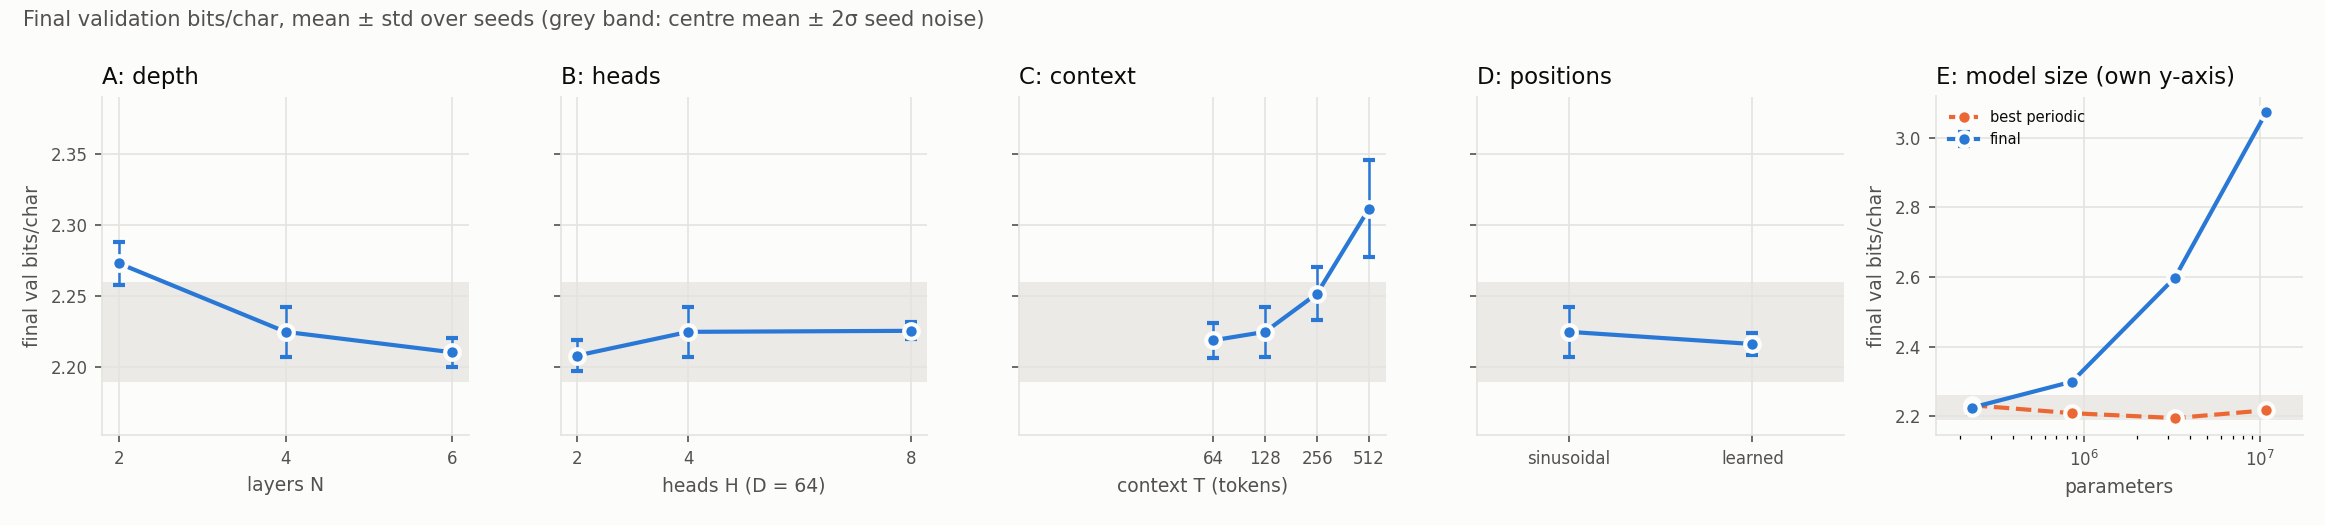 Final validation bits/char, mean ± std over seeds (grey band: centre mean ± 2σ seed noise)
A: depth
final val bits/char
2.35
2.30
2.25
2.20
2
4
6
layers N
B: heads
2
4
8
heads H (D = 64)
C: context
64
128
256
512
context T (tokens)
D: positions
sinusoidal
learned
E: model size (own y-axis)
best periodic
final
final val bits/char
3.0
2.8
2.6
2.4
2.2
10⁶
10⁷
parameters